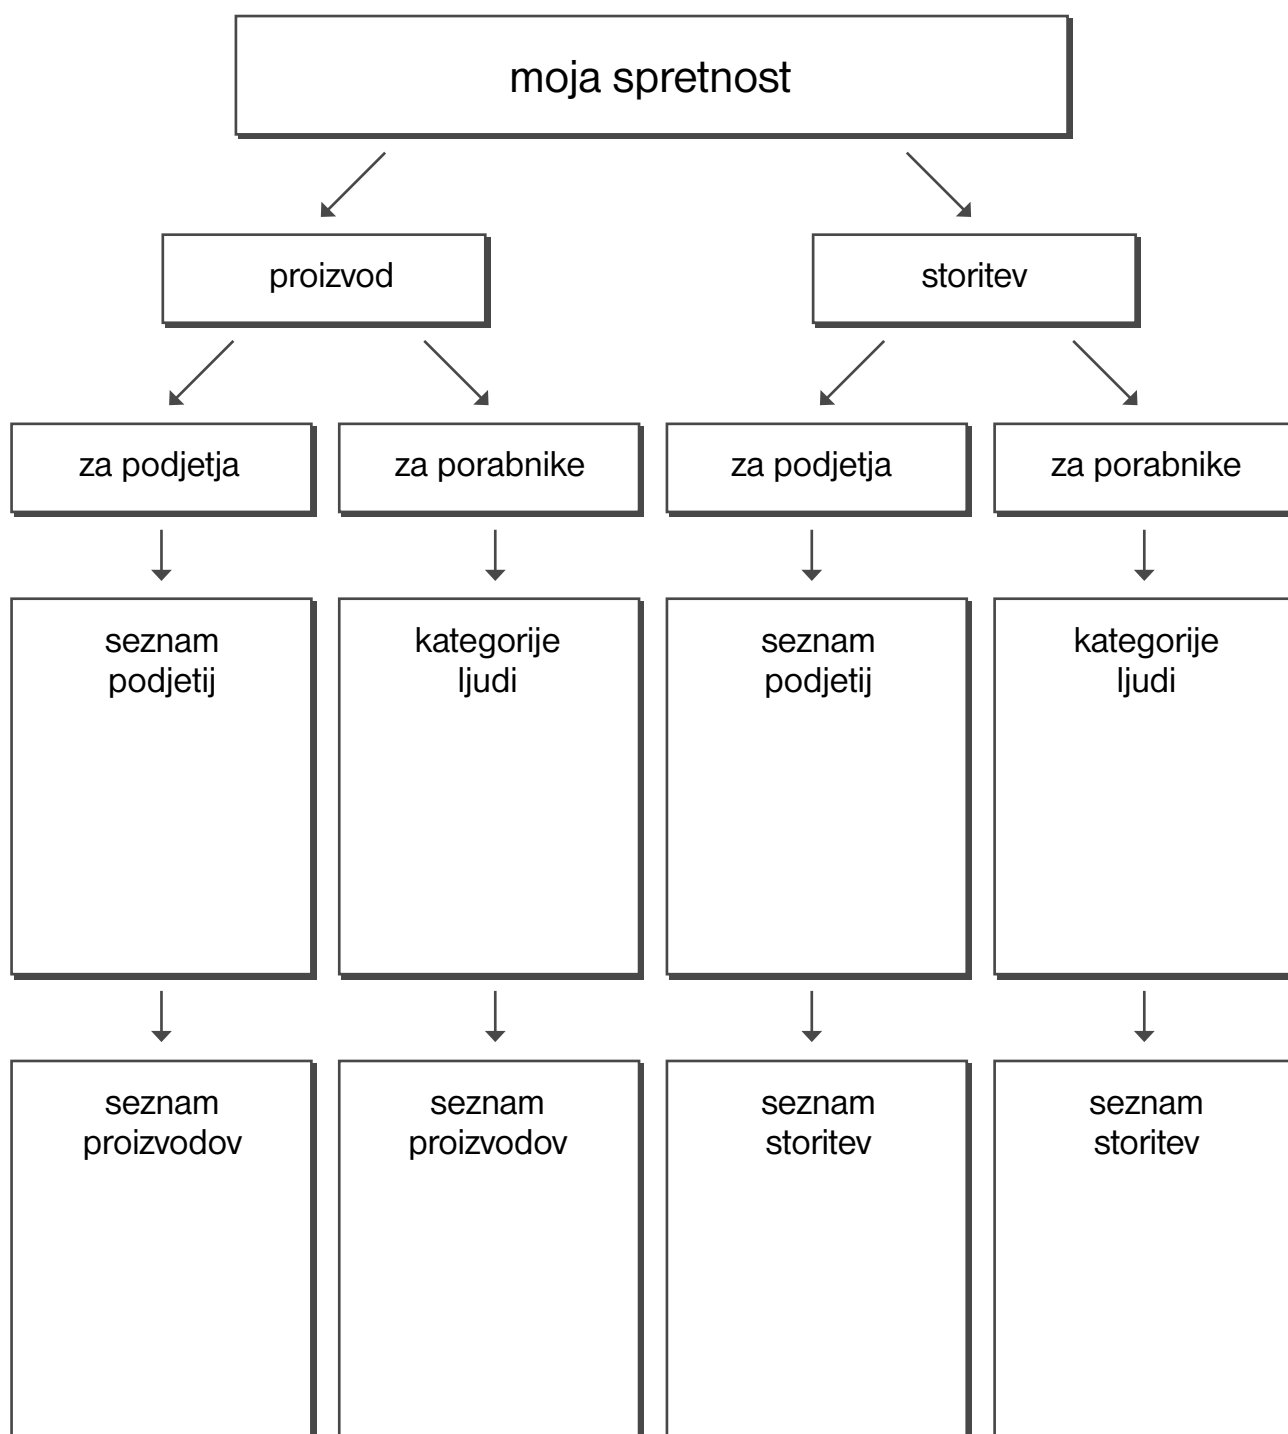 moja spretnost
proizvod
storitev
za podjetja
za porabnike
za podjetja
za porabnike
seznam
podjetij
kategorije
ljudi
seznam
podjetij
kategorije
ljudi
seznam
proizvodov
seznam
proizvodov
seznam
storitev
seznam
storitev